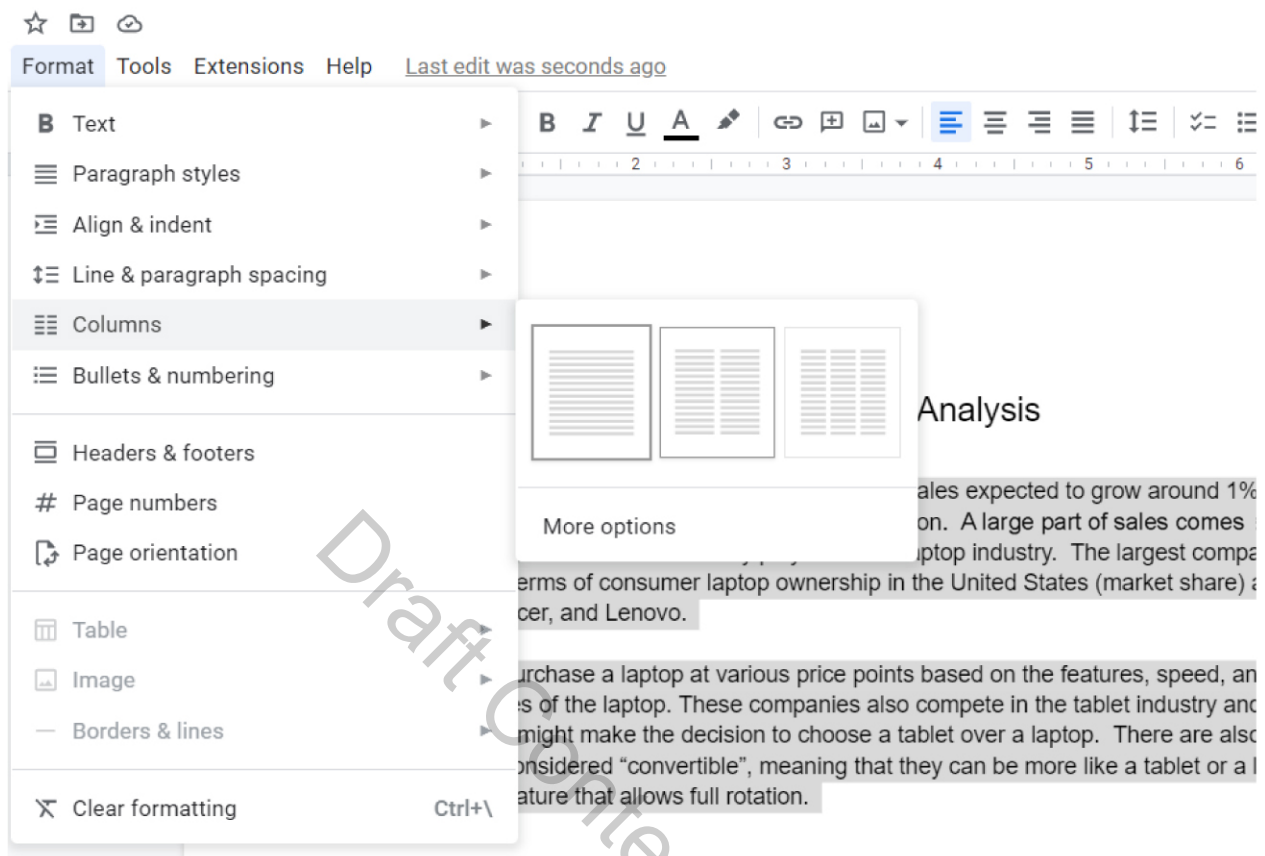 Format Tools Extensions Help Last edit was seconds ago
B Text
B I U A
Paragraph styles
2 3 4 5 6
Align & indent
Line & paragraph spacing
Columns
Bullets & numbering
Analysis
Headers & footers
ales expected to grow around 1%
Page numbers
on. A large part of sales comes
More options
Page orientation
aptop industry. The largest compa
erms of consumer laptop ownership in the United States (market share) a
cer, and Lenovo.
Table
urchase a laptop at various price points based on the features, speed, an
Image
s of the laptop. These companies also compete in the tablet industry and
Borders & lines
might make the decision to choose a tablet over a laptop. There are also
onsidered “convertible”, meaning that they can be more like a tablet or a l
ature that allows full rotation.
Clear formatting Ctrl+\
Draft Conte